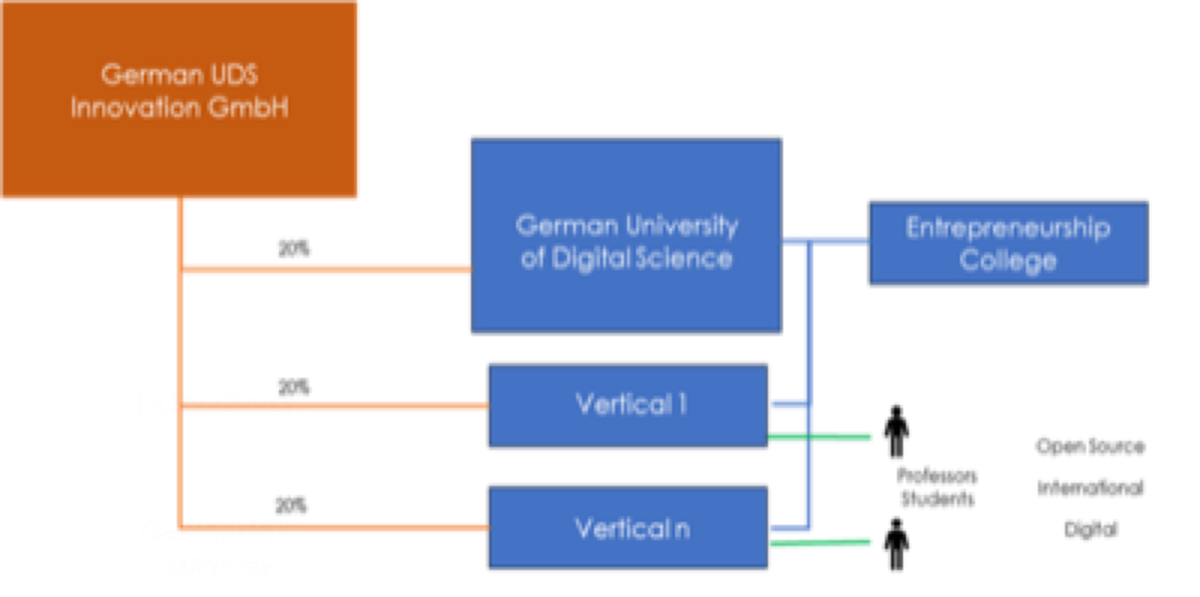 German UDS
Innovation GmbH
20%
German University
of Digital Science
Entrepreneurship
College
20%
Vertical 1
20%
Vertical n
Professors
Students
Open Source
International
Digital